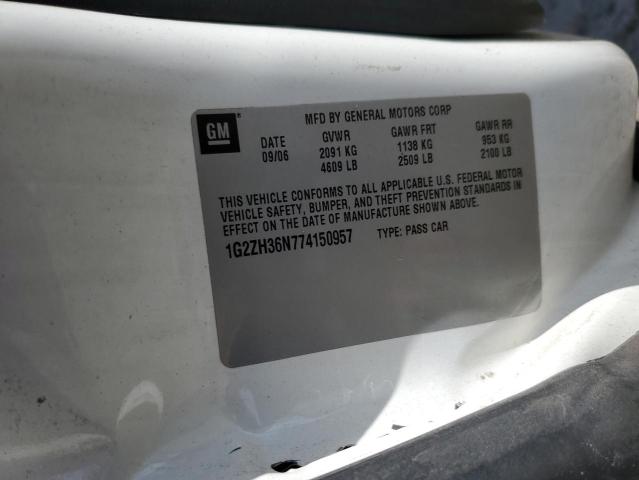 MFD BY GENERAL MOTORS CORP
GM
DATE GVWR GAWR FRT GAWR RR
09/06 2091 KG 1138 KG 953 KG
4609 LB 2509 LB 2100 LB
THIS VEHICLE CONFORMS TO ALL APPLICABLE U.S. FEDERAL MOTOR
VEHICLE SAFETY, BUMPER, AND THEFT PREVENTION STANDARDS IN
EFFECT ON THE DATE OF MANUFACTURE SHOWN ABOVE.
1G2ZH36N774150957 TYPE: PASS CAR